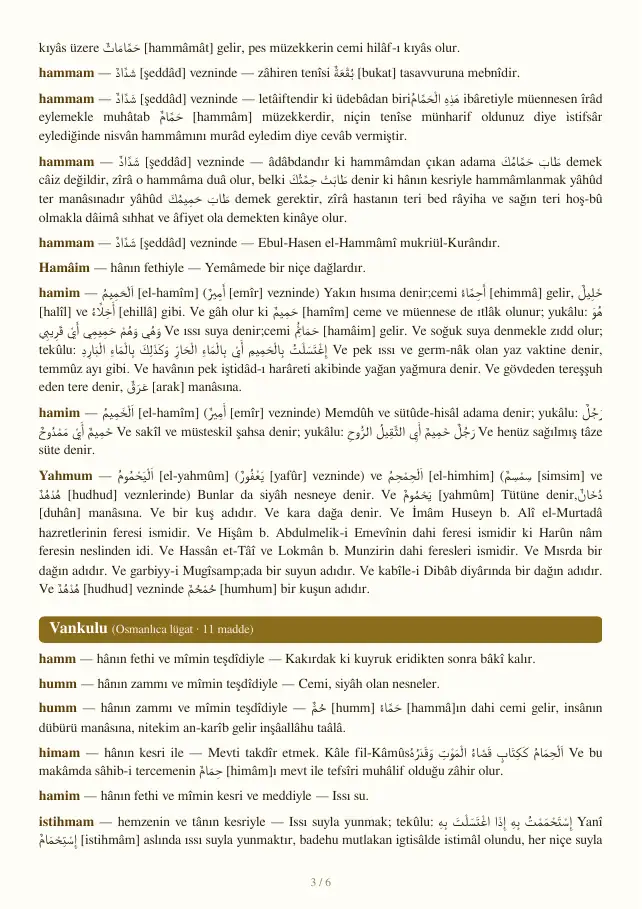 kıyâs üzere حَمَّامَاتٌ [hammâmât] gelir, pes müzekkerin cemi hilâf-ı kıyâs olur.
hammam — شَدَّادٌ [şeddâd] vezninde — zâhiren tenîsi بُقْعَةٌ [bukat] tasavvuruna mebnîdir.
hammam — شَدَّادٌ [şeddâd] vezninde — letâiftendir ki üdebâdan biri هَذِهِ الْحَمَّامُ ibâretiyle müennesen îrâd
eylemekle muhâtab حَمَّامٌ [hammâm] müzekkerdir, niçin tenîse münharif oldunuz diye istifsâr
eylediğinde nisvân hammâmını murâd eyledim diye cevâb vermiştir.
hammam — شَدَّادٌ [şeddâd] vezninde — âdâbdandır ki hammâmdan çıkan adama طَابَ حَمَّامُكَ demek
câiz değildir, zîrâ o hammâma duâ olur, belki طَابَتْ حِمَّتُكَ denir ki hânın kesriyle hammâmlanmak yâhûd
ter manâsınadır yâhûd طَابَ حَمِيمُكَ demek gerektir, zîrâ hastanın teri bed râyiha ve sağın teri hoş-bû
olmakla dâimâ sıhhat ve âfiyet ola demekten kinâye olur.
hammam — شَدَّادٌ [şeddâd] vezninde — Ebul-Hasen el-Hammâmî mukriül-Kurândır.
Hamâim — hânın fethiyle — Yemâmede bir niçe dağlardır.
hamim — اَلْحَمِيمُ [el-hamîm] (أَمِيرٌ [emîr] vezninde) Yakın hısıma denir;cemi أَحِمَّاءُ [ehimmâ] gelir, خَلِيلٌ
[halîl] ve أَخِلَّاءُ [ehillâ] gibi. Ve gâh olur ki حَمِيمٌ [hamîm] ceme ve müennese de ıtlâk olunur; yukâlu: هُوَ
وَهِيَ وَهُمْ حَمِيمِي أَيْ قَرِيبِي Ve ıssı suya denir;cemi حَمَائِمُ [hamâim] gelir. Ve soğuk suya denmekle zıdd olur;
tekûlu: إِغْتَسَلْتُ بِالْحَمِيمِ أَيْ بِالْمَاءِ الْحَارِّ وَكَذَلِكَ بِالْمَاءِ الْبَارِدِ Ve pek ıssı ve germ-nâk olan yaz vaktine denir,
temmûz ayı gibi. Ve havânın pek iştidâd-ı harâreti akibinde yağan yağmura denir. Ve gövdeden tereşşuh
eden tere denir, عَرَقٌ [arak] manâsına.
hamim — اَلْحَمِيمُ [el-hamîm] (أَمِيرٌ [emîr] vezninde) Memdûh ve sütûde-hisâl adama denir; yukâlu: رَجُلٌ
حَمِيمٌ أَيْ مَمْدُوحٌ Ve sakîl ve müsteskil şahsa denir; yukâlu: رَجُلٌ حَمِيمٌ أَيِ الثَّقِيلُ الرُّوحِ Ve henüz sağılmış tâze
süte denir.
Yahmum — اَلْيَحْمُومُ [el-yahmûm] (يَعْفُورٌ [yafûr] vezninde) ve اَلْحِمْحِمُ [el-himhim] (سِمْسِمٌ [simsim] ve
هُدْهُدٌ [hudhud] veznlerinde) Bunlar da siyâh nesneye denir. Ve يَحْمُومٌ [yahmûm] Tütüne denir,دُخَانٌ
[duhân] manâsına. Ve bir kuş adıdır. Ve kara dağa denir. Ve İmâm Huseyn b. Alî el-Murtadâ
hazretlerinin feresi ismidir. Ve Hişâm b. Abdulmelik-i Emevînin dahi feresi ismidir ki Harûn nâm
feresin neslinden idi. Ve Hassân et-Tâî ve Lokmân b. Munzirin dahi feresleri ismidir. Ve Mısrda bir
dağın adıdır. Ve garbiyy-i Mugîsamp;ada bir suyun adıdır. Ve kabîle-i Dibâb diyârında bir dağın adıdır.
Ve هُدْهُدٌ [hudhud] vezninde حُمْحُمٌ [humhum] bir kuşun adıdır.
Vankulu (Osmanlıca lügat · 11 madde)
hamm — hânın fethi ve mîmin teşdîdiyle — Kakırdak ki kuyruk eridikten sonra bâkî kalır.
humm — hânın zammı ve mîmin teşdîdiyle — Cemi, siyâh olan nesneler.
humm — hânın zammı ve mîmin teşdîdiyle — حُمٌّ [humm] حَمَّاءُ [hammâ]ın dahi cemi gelir, insânın
dübürü manâsına, nitekim an-karîb gelir inşâallâhu taâlâ.
himam — hânın kesri ile — Mevti takdîr etmek. Kâle fil-Kâmûs اَلْحِمَامُ كَكِتَابٍ قَضَاءُ الْمَوْتِ وَقَدَرُهُ Ve bu
makâmda sâhib-i tercemenin حِمَامٌ [himâm]ı mevt ile tefsîri muhâlif olduğu zâhir olur.
hamim — hânın fethi ve mîmin kesri ve meddiyle — Issı su.
istihmam — hemzenin ve tânın kesriyle — Issı suyla yunmak; tekûlu: إِسْتَحْمَمْتُ بِهِ إِذَا اغْتَسَلْتَ بِهِ Yanî
إِسْتِحْمَامٌ [istihmâm] aslında ıssı suyla yunmaktır, badehu mutlakan igtisâlde istimâl olundu, her niçe suyla
3 / 6